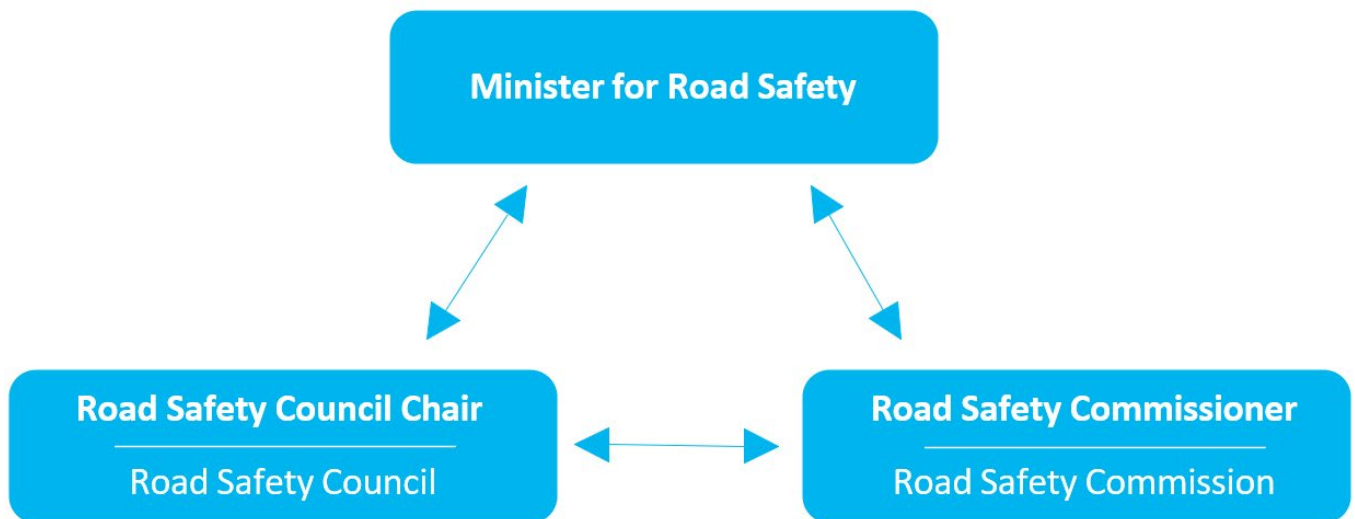 Minister for Road Safety
Road Safety Council Chair
Road Safety Council
Road Safety Commissioner
Road Safety Commission